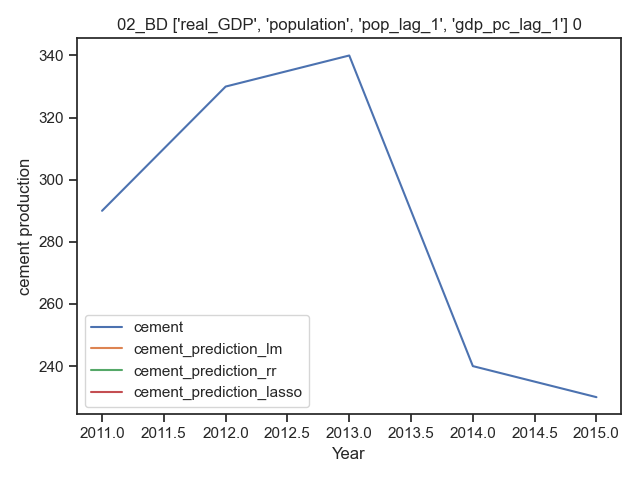 02_BD ['real_GDP', 'population', 'pop_lag_1', 'gdp_pc_lag_1'] 0
340
320
300
280
260
240
cement production
cement
cement_prediction_lm
cement_prediction_rr
cement_prediction_lasso
2011.0 2011.5 2012.0 2012.5 2013.0 2013.5 2014.0 2014.5 2015.0
Year